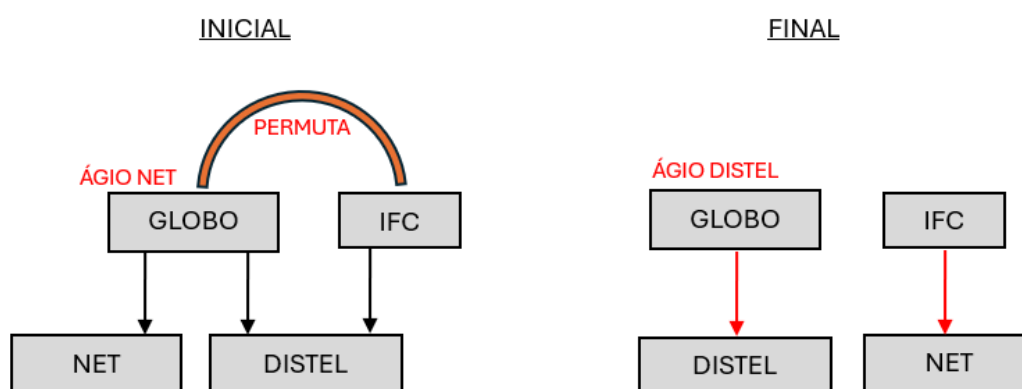 INICIAL
FINAL
PERMUTA
ÁGIO NET
ÁGIO DISTEL
GLOBO
IFC
GLOBO
IFC
NET
DISTEL
DISTEL
NET